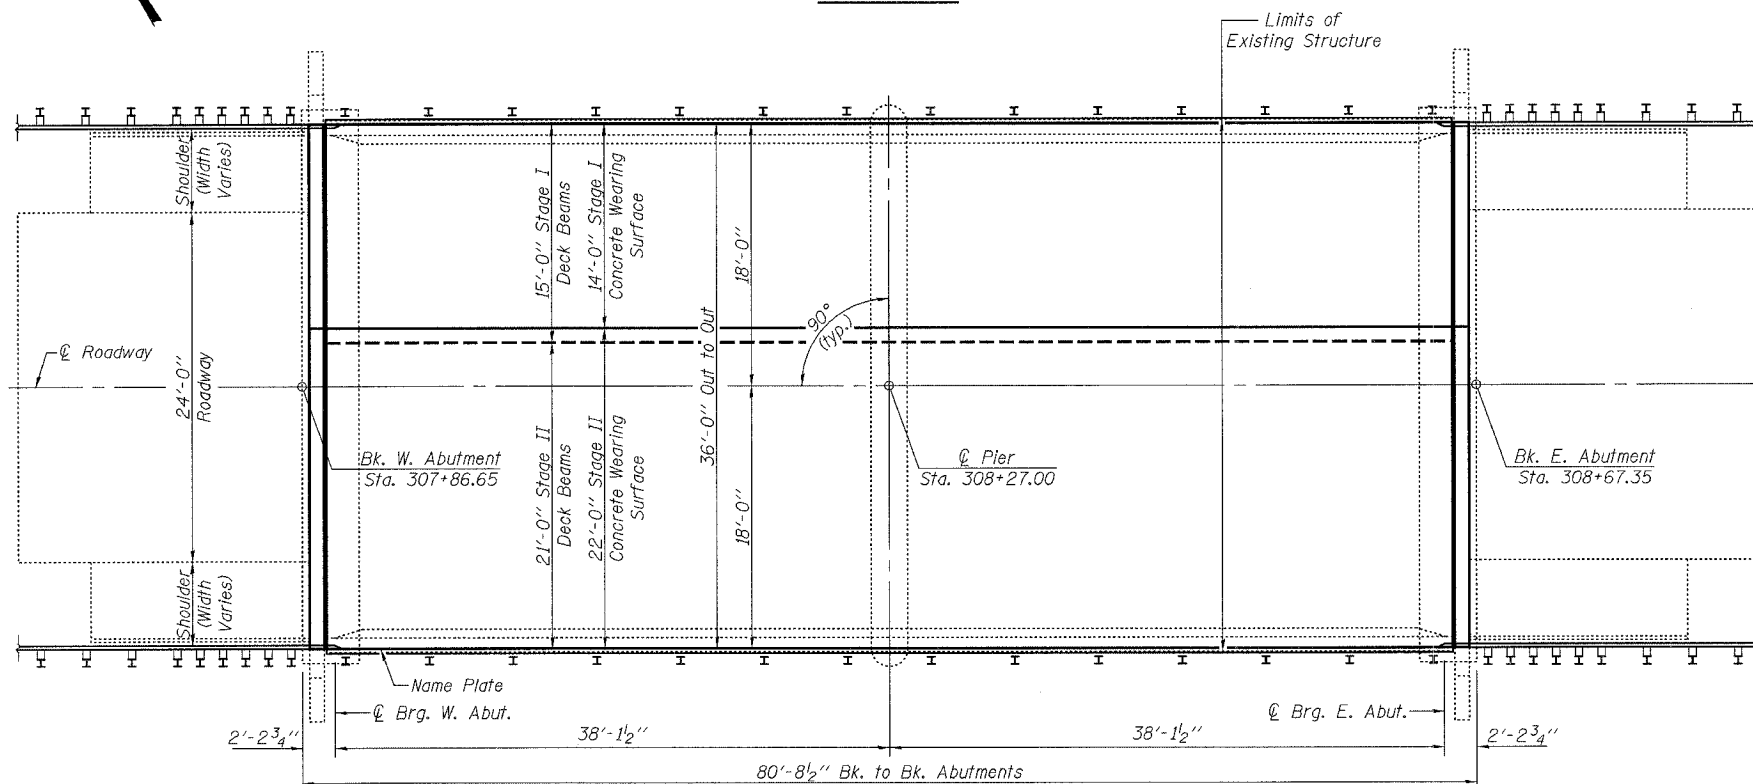 Limits of
Existing Structure
Shoulder
(Width
Varies)
15'-0" Stage I
Deck Beams
14'-0" Stage I
Concrete Wearing
Surface
18'-0"
90°
(typ.)
36'-0" Out to Out
℄ Roadway
24'-0"
Roadway
Bk. W. Abutment
Sta. 307+86.65
21'-0" Stage II
Deck Beams
22'-0" Stage II
Concrete Wearing
Surface
18'-0"
℄ Pier
Sta. 308+27.00
Bk. E. Abutment
Sta. 308+67.35
Shoulder
(Width
Varies)
Name Plate
℄ Brg. W. Abut.
℄ Brg. E. Abut.
2'-2¾"
38'-1½"
38'-1½"
2'-2¾"
80'-8½" Bk. to Bk. Abutments